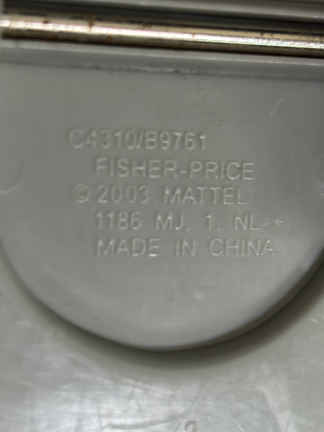 C4310/B9761
FISHER-PRICE
© 2003 MATTEL
1186 MJ. 1. NL
MADE IN CHINA